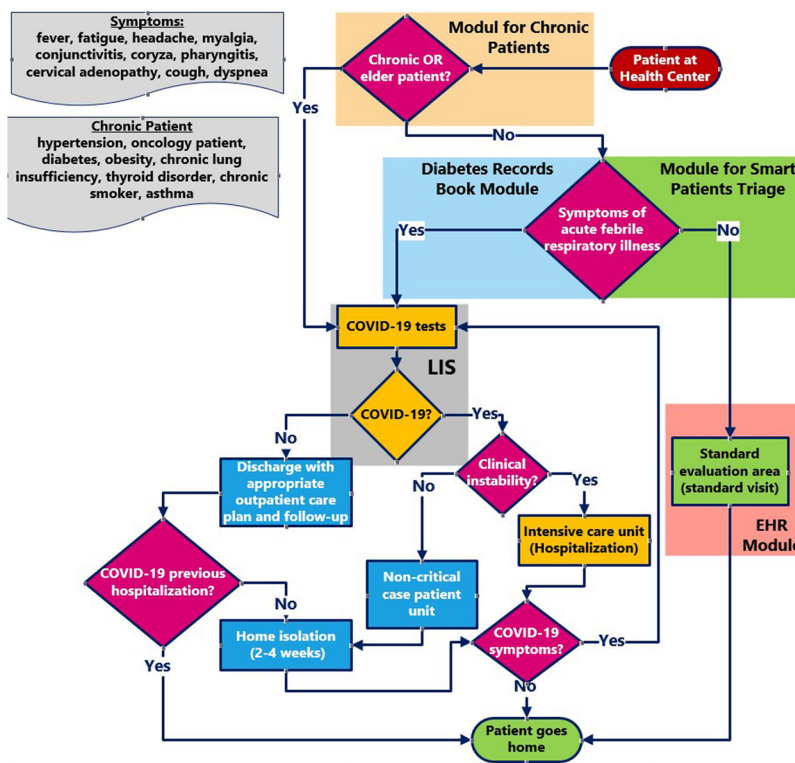 Symptoms:
fever, fatigue, headache, myalgia,
conjunctivitis, coryza, pharyngitis,
cervical adenopathy, cough, dyspnea
Chronic Patient
hypertension, oncology patient,
diabetes, obesity, chronic lung
insufficiency, thyroid disorder, chronic
smoker, asthma
Modul for Chronic
Patients
Chronic OR
elder patient?
Patient at
Health Center
Yes
No
Diabetes Records
Book Module
Module for Smart
Patients Triage
Symptoms of
acute febrile
respiratory illness
Yes
No
COVID-19 tests
LIS
COVID-19?
No
Yes
Discharge with
appropriate
outpatient care
plan and follow-up
Clinical
instability?
No
Yes
Standard
evaluation area
(standard visit)
EHR
Module
Intensive care unit
(Hospitalization)
COVID-19 previous
hospitalization?
No
Yes
Non-critical
case patient
unit
Home isolation
(2-4 weeks)
COVID-19
symptoms?
Yes
No
Patient goes
home